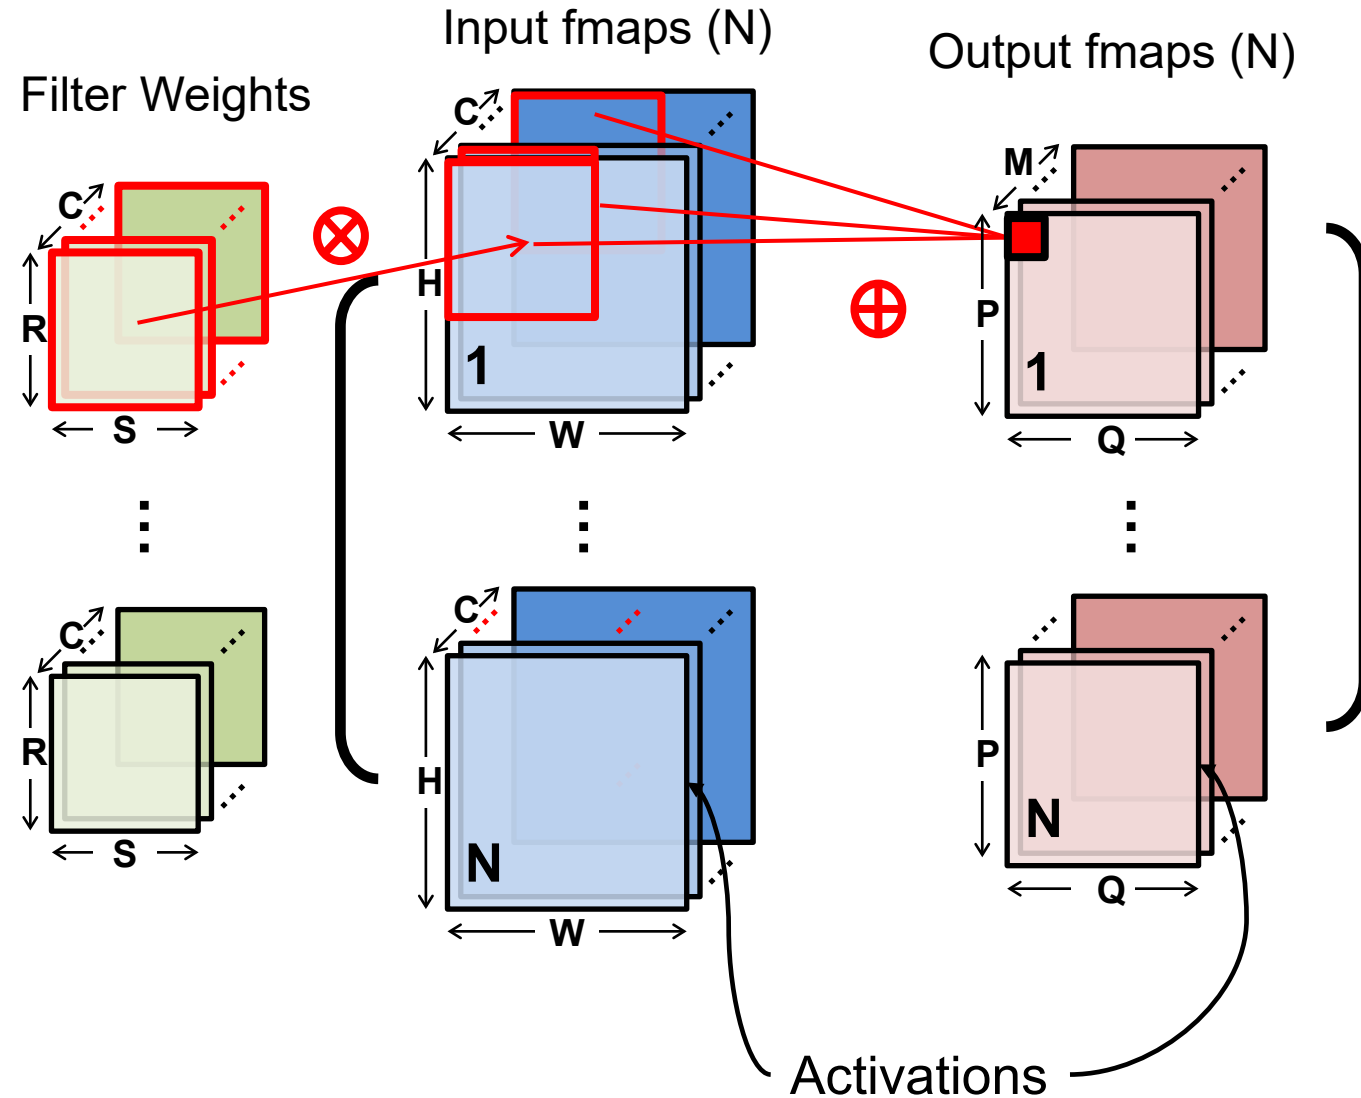 Input fmaps (N)
Output fmaps (N)
Filter Weights
C
C
M
R
H
P
1
1
S
W
Q
C
C
R
H
P
N
N
S
W
Q
Activations